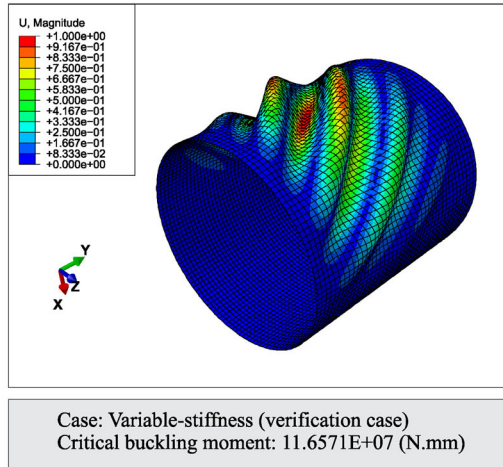 U, Magnitude
+1.000e+00
+9.167e-01
+8.333e-01
+7.500e-01
+6.667e-01
+5.833e-01
+5.000e-01
+4.167e-01
+3.333e-01
+2.500e-01
+1.667e-01
+8.333e-02
+0.000e+00
Y
Z
X
Case: Variable-stiffness (verification case)
Critical buckling moment: 11.6571E+07 (N.mm)